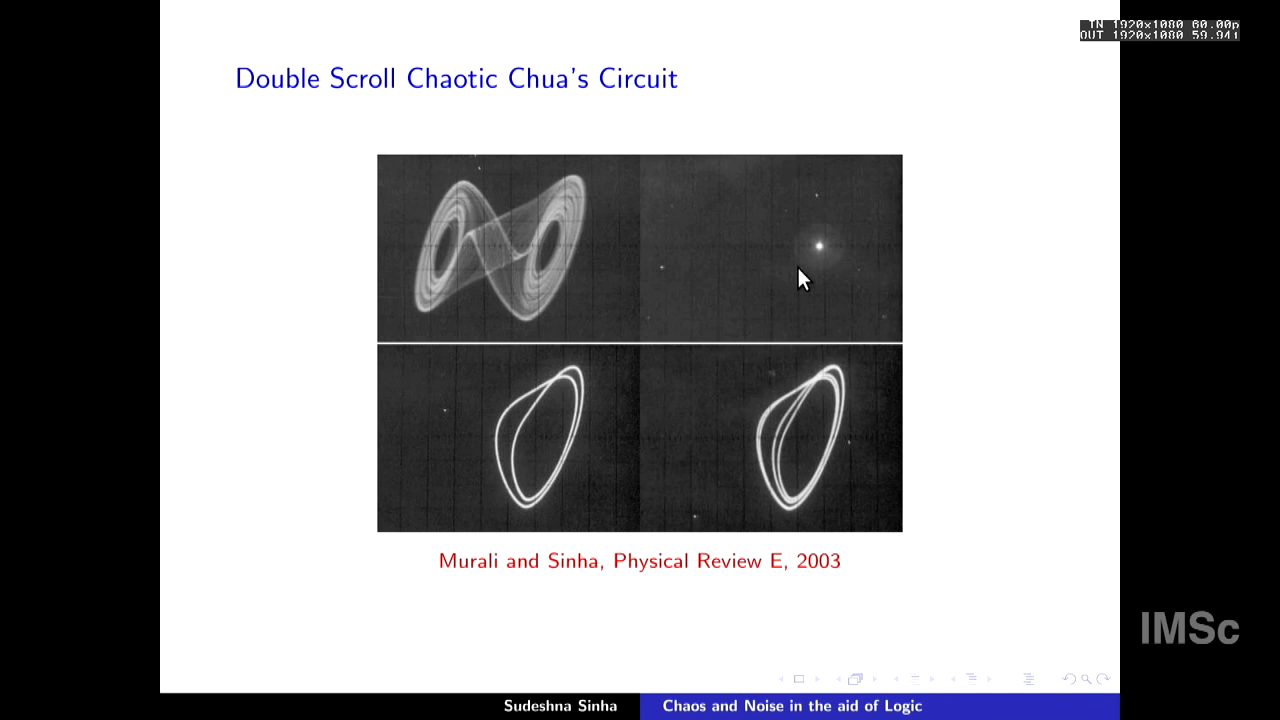 IN 1920x1080 60.00p
OUT 1920x1080 59.94i
Double Scroll Chaotic Chua's Circuit
Murali and Sinha, Physical Review E, 2003
IMSc
Sudeshna Sinha
Chaos and Noise in the aid of Logic